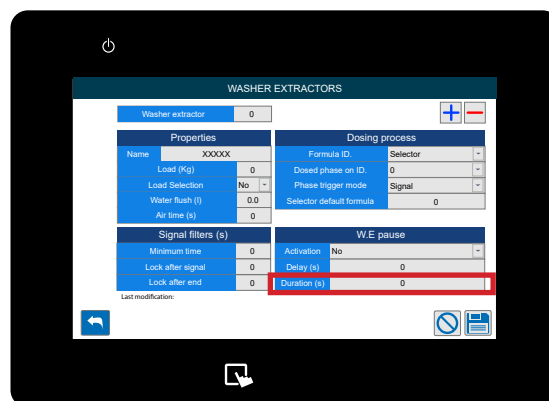 WASHER EXTRACTORS
Washer extractor 0
Properties
Name XXXXX
Load (Kg) 0
Load Selection No
Water flush (l) 0.0
Air time (s) 0
Dosing process
Formula ID. Selector
Dosed phase on ID. 0
Phase trigger mode Signal
Selector default formula 0
Signal filters (s)
Minimum time 0
Lock after signal 0
Lock after end 0
W.E pause
Activation No
Delay (s) 0
Duration (s) 0
Last modification: